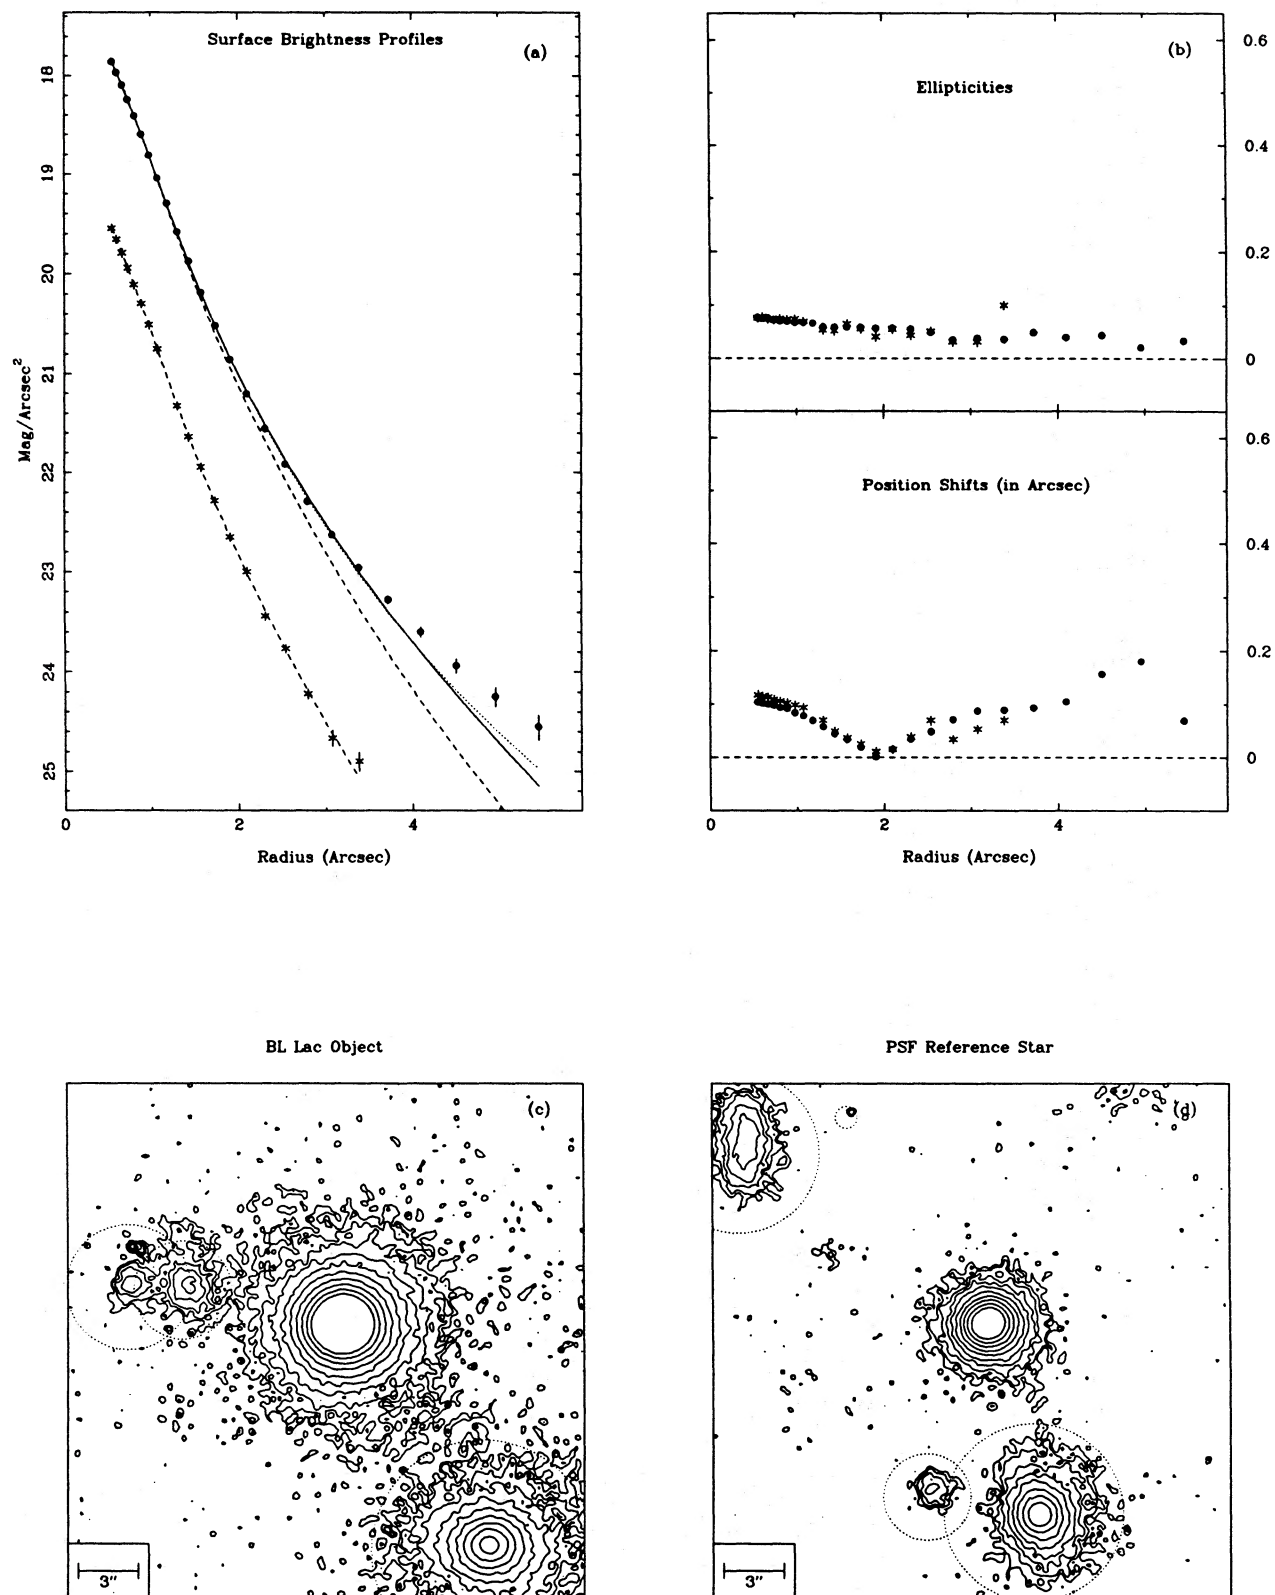 Surface Brightness Profiles
(a)
18
19
20
21
22
23
24
25
Mag/Arcsec²
0
2
4
Radius (Arcsec)
(b)
Ellipticities
0.6
0.4
0.2
0
Position Shifts (in Arcsec)
0.6
0.4
0.2
0
0
2
4
Radius (Arcsec)
BL Lac Object
(c)
3"
PSF Reference Star
(d)
3"